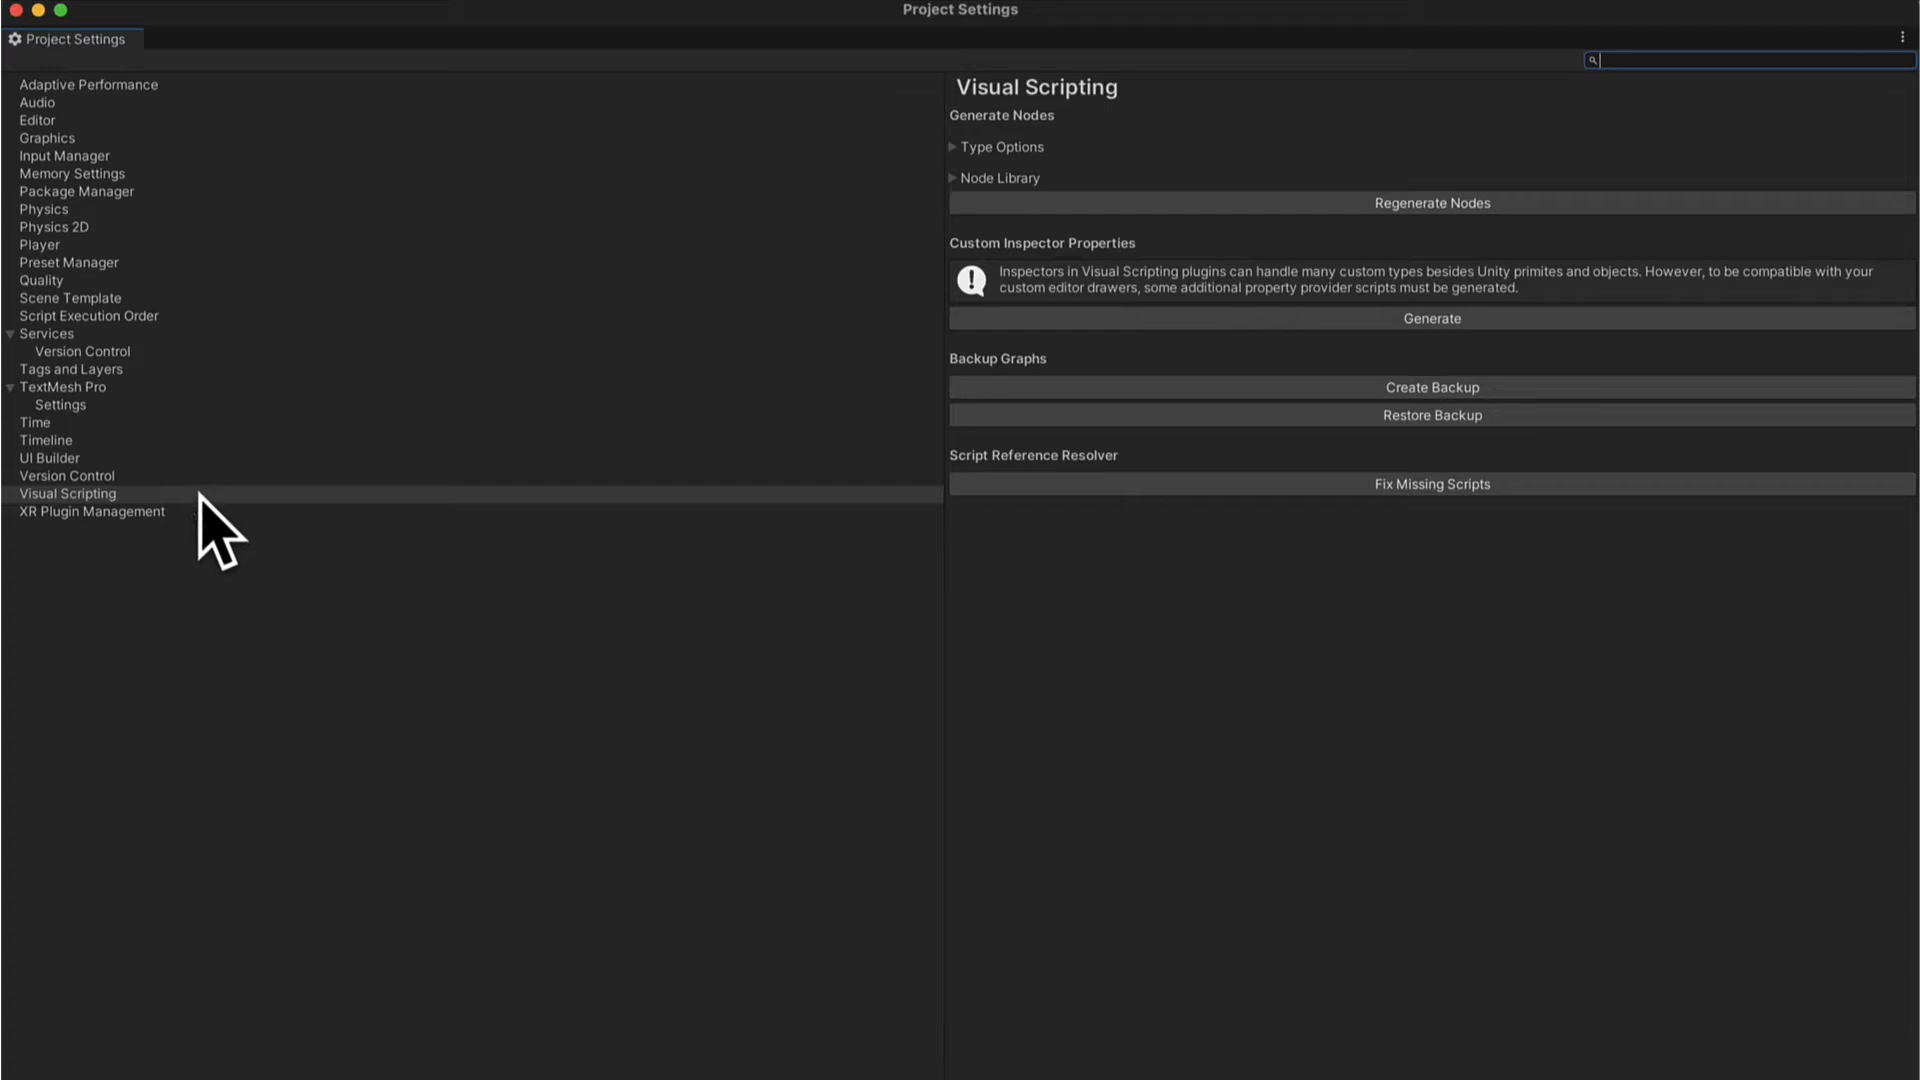 Project Settings
Project Settings
Adaptive Performance
Audio
Editor
Graphics
Input Manager
Memory Settings
Package Manager
Physics
Physics 2D
Player
Preset Manager
Quality
Scene Template
Script Execution Order
Services
Version Control
Tags and Layers
TextMesh Pro
Settings
Time
Timeline
UI Builder
Version Control
Visual Scripting
XR Plugin Management
Visual Scripting
Generate Nodes
Type Options
Node Library
Regenerate Nodes
Custom Inspector Properties
Inspectors in Visual Scripting plugins can handle many custom types besides Unity primites and objects. However, to be compatible with your
custom editor drawers, some additional property provider scripts must be generated.
Generate
Backup Graphs
Create Backup
Restore Backup
Script Reference Resolver
Fix Missing Scripts